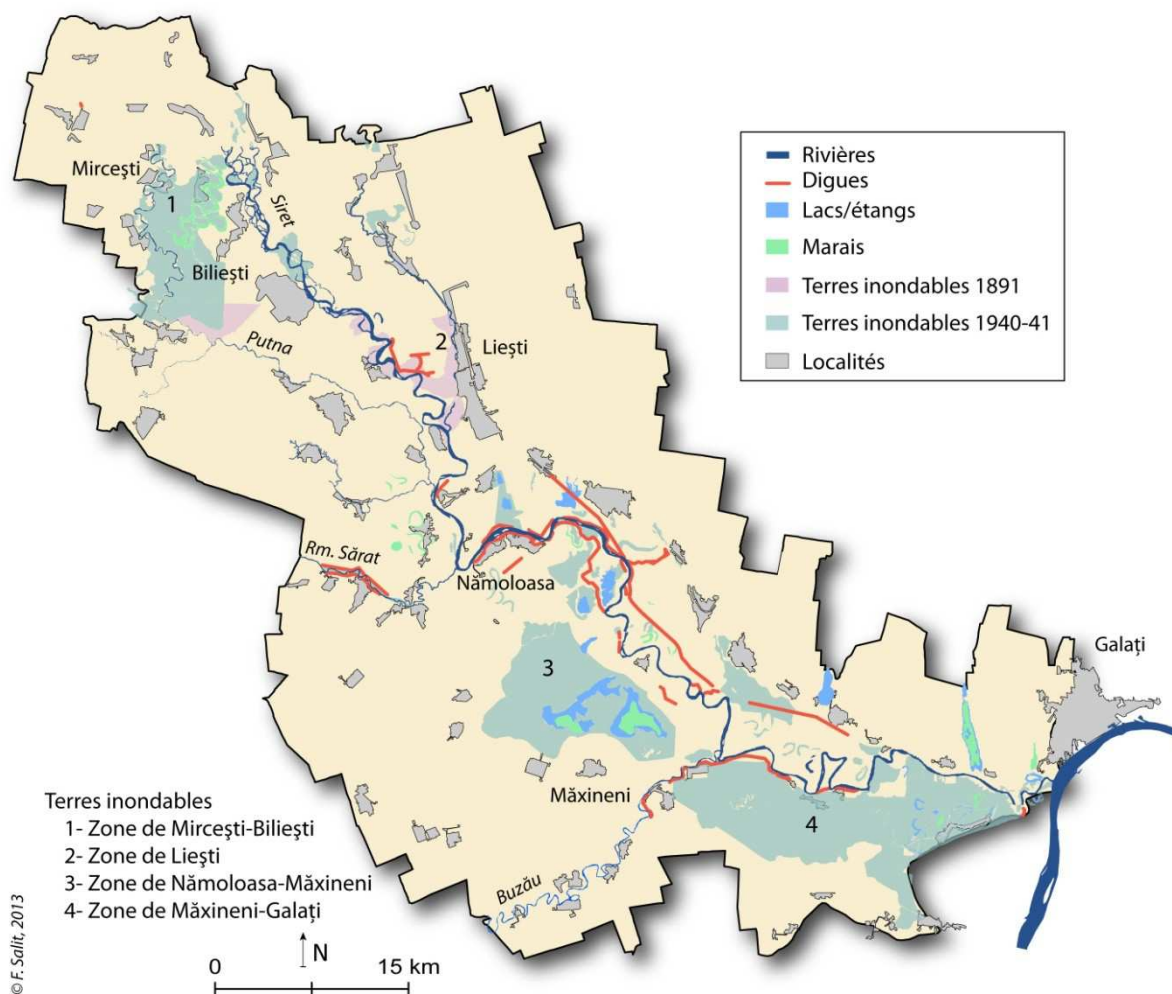 Mirceşti
1
Bilieşti
Siret
Putna
2
Lieşti
Rm. Sărat
Nămoloasa
3
Măxineni
4
Buzău
Galaţi
Rivières
Digues
Lacs/étangs
Marais
Terres inondables 1891
Terres inondables 1940-41
Localités
Terres inondables
1- Zone de Mirceşti-Bilieşti
2- Zone de Lieşti
3- Zone de Nămoloasa-Măxineni
4- Zone de Măxineni-Galaţi
N
0 15 km
© F. Salit, 2013